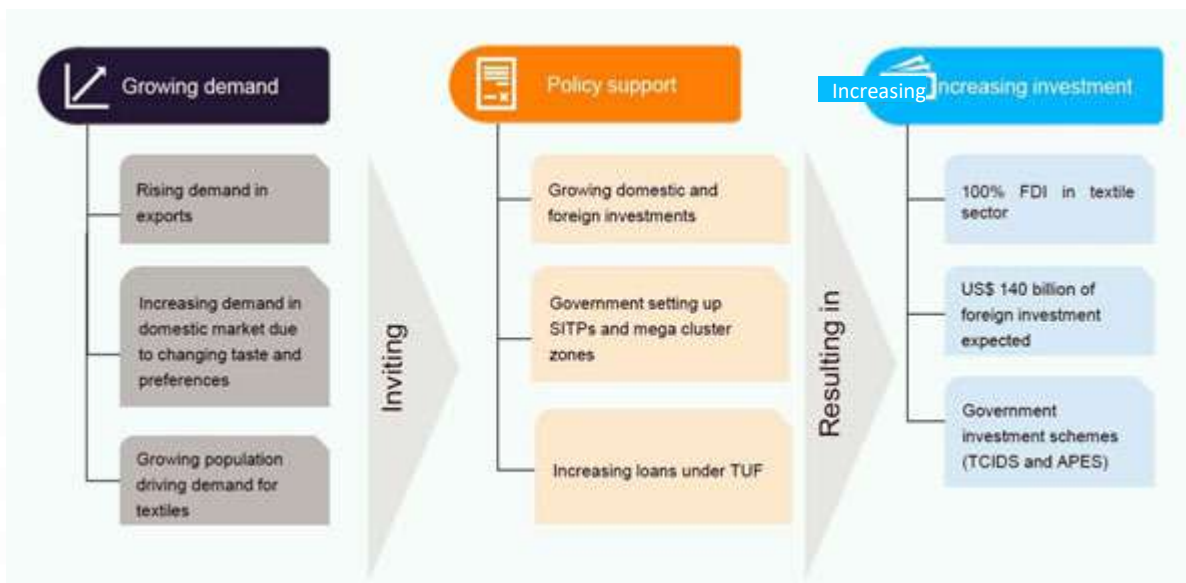 Growing demand
Rising demand in
exports
Increasing demand in
domestic market due
to changing taste and
preferences
Growing population
driving demand for
textiles
Inviting
Policy support
Growing domestic and
foreign investments
Government setting up
SITPs and mega cluster
zones
Increasing loans under TUF
Resulting in
Increasing
ncreasing investment
100% FDI in textile
sector
US$ 140 billion of
foreign investment
expected
Government
investment schemes
(TCIDS and APES)